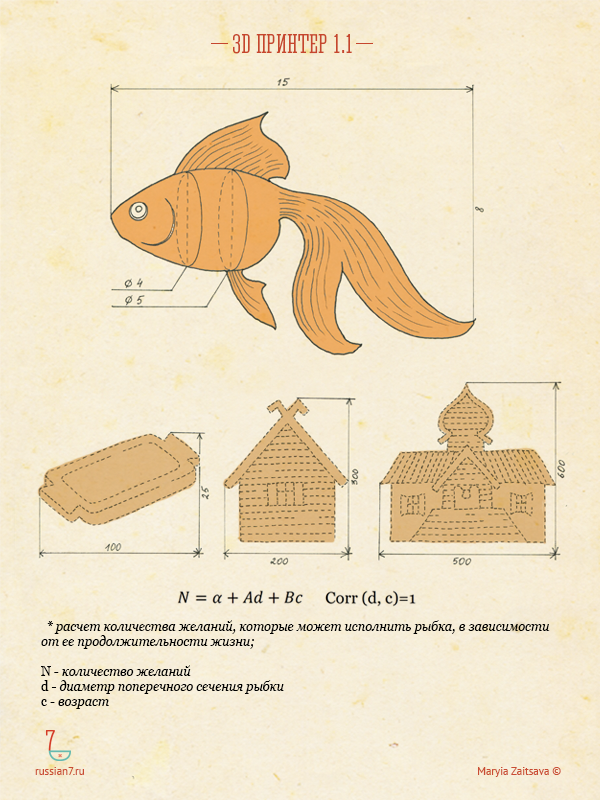 3D ПРИНТЕР 1.1
15
8
Ø 4
Ø 5
25
100
300
200
600
500
N = α + Ad + Bc Corr (d, c)=1
* расчет количества желаний, которые может исполнить рыбка, в зависимости
от ее продолжительности жизни;
N - количество желаний
d - диаметр поперечного сечения рыбки
c - возраст
7
russian7.ru
Maryia Zaitsava ©